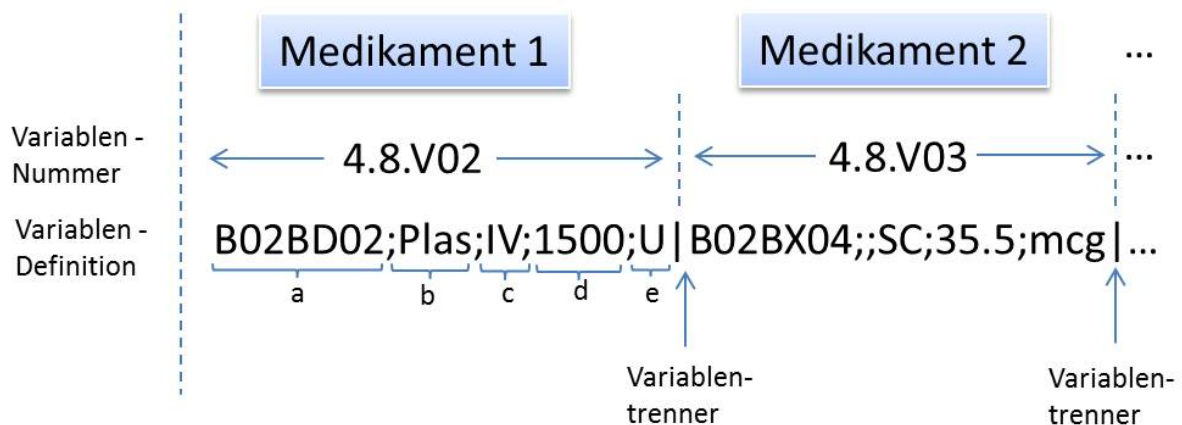 Medikament 1
Medikament 2
...
Variablen -
Nummer
4.8.V02
4.8.V03
...
Variablen -
Definition
B02BD02;Plas;IV;1500;U|B02BX04;;SC;35.5;mcg|...
a
b
c
d
e
Variablen-
trenner
Variablen-
trenner